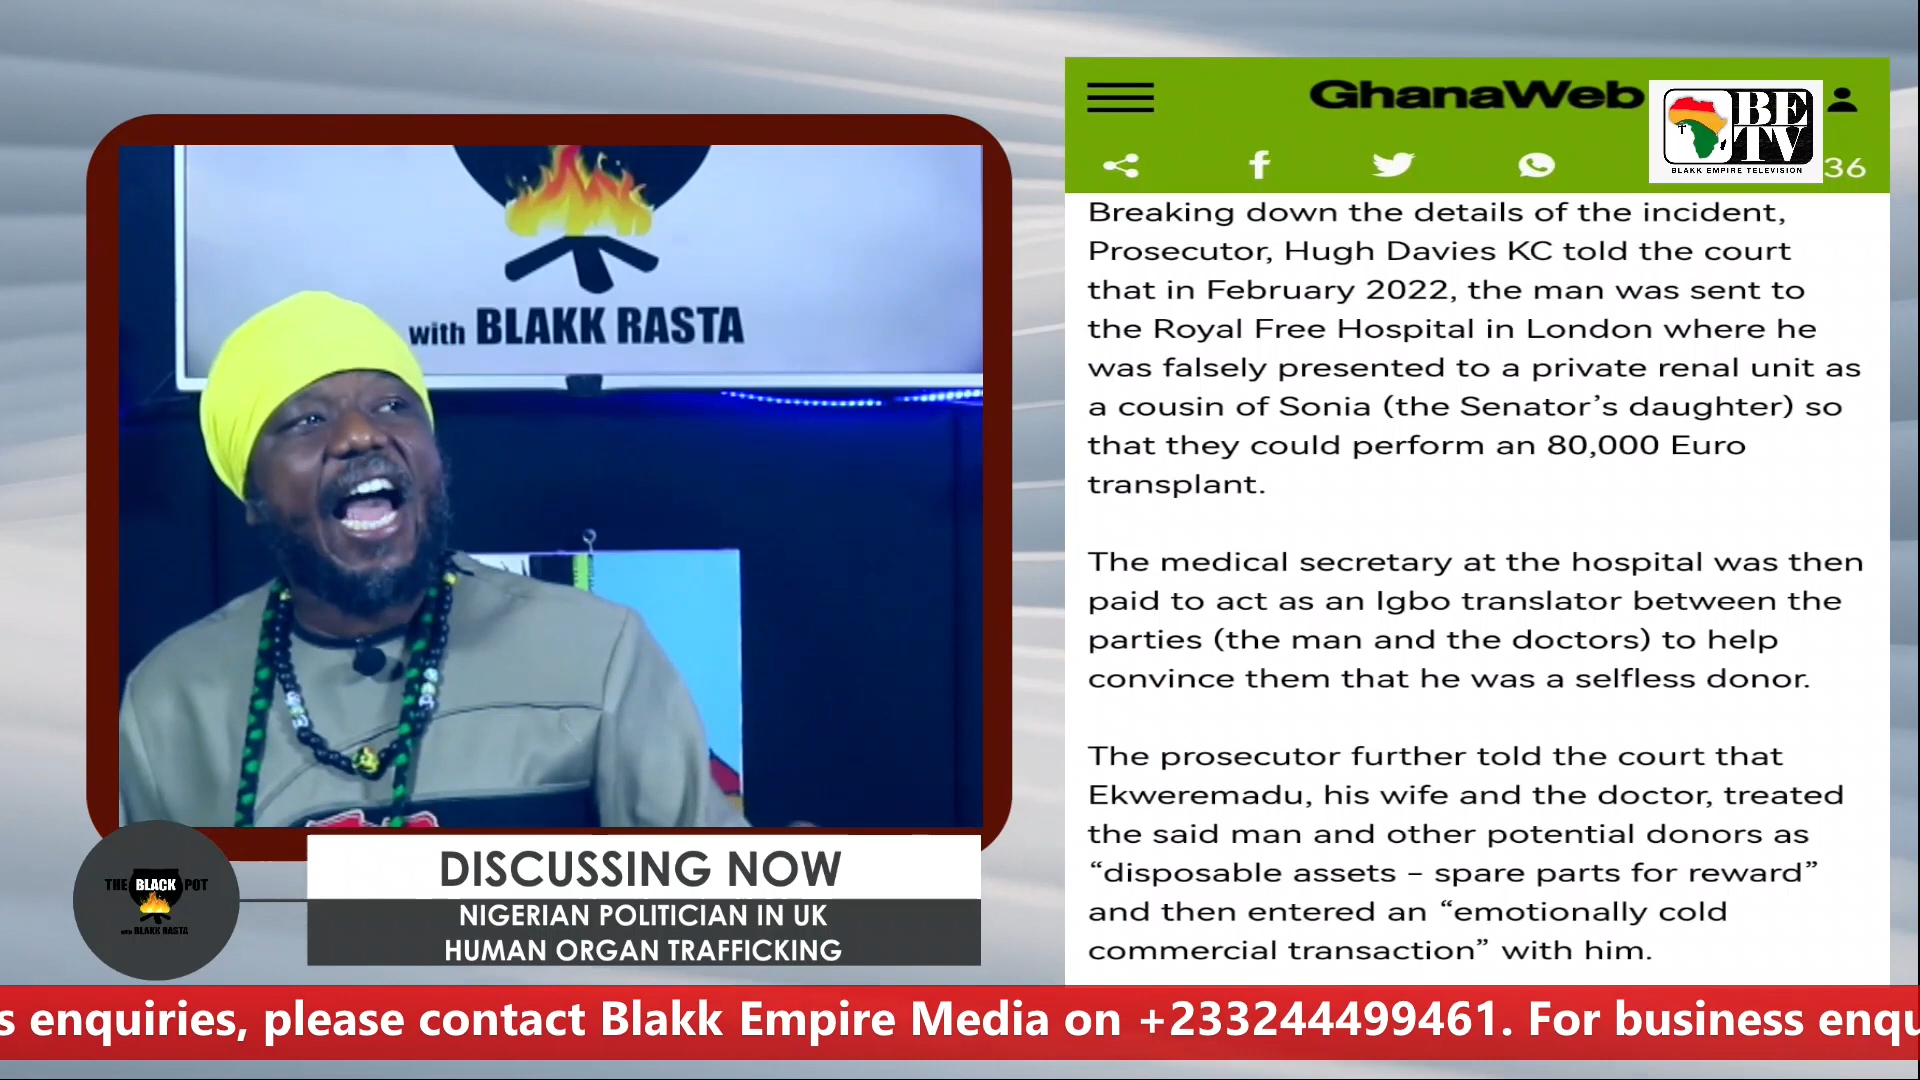 with BLAKK RASTA
GhanaWeb
BE
TV
BLAKK EMPIRE TELEVISION
36
Breaking down the details of the incident,
Prosecutor, Hugh Davies KC told the court
that in February 2022, the man was sent to
the Royal Free Hospital in London where he
was falsely presented to a private renal unit as
a cousin of Sonia (the Senator’s daughter) so
that they could perform an 80,000 Euro
transplant.
The medical secretary at the hospital was then
paid to act as an Igbo translator between the
parties (the man and the doctors) to help
convince them that he was a selfless donor.
The prosecutor further told the court that
Ekweremadu, his wife and the doctor, treated
the said man and other potential donors as
“disposable assets – spare parts for reward”
and then entered an “emotionally cold
commercial transaction” with him.
THE BLACK POT
with BLAKK RASTA
DISCUSSING NOW
NIGERIAN POLITICIAN IN UK
HUMAN ORGAN TRAFFICKING
s enquiries, please contact Blakk Empire Media on +233244499461. For business enqu